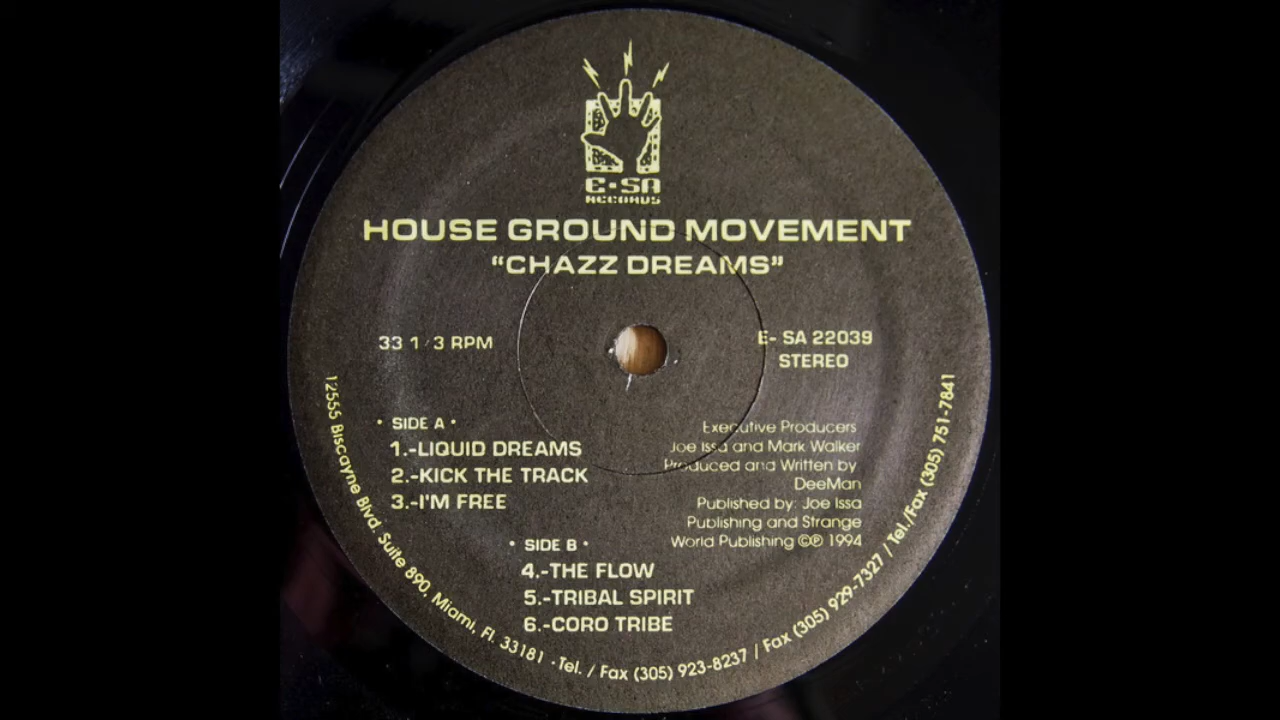 E·SA
RECORDS
HOUSE GROUND MOVEMENT
“CHAZZ DREAMS”
33 1/3 RPM
E- SA 22039
STEREO
• SIDE A •
1.-LIQUID DREAMS
2.-KICK THE TRACK
3.-I'M FREE
• SIDE B •
4.-THE FLOW
5.-TRIBAL SPIRIT
6.-CORO TRIBE
Executive Producers
Joe Issa and Mark Walker
Produced and Written by
DeeMan
Published by: Joe Issa
Publishing and Strange
World Publishing ©℗ 1994
12555 Biscayne Blvd. Suite 890, Miami, Fl. 33181 · Tel. / Fax (305) 923-8237 / Fax (305) 929-7327 / Tel./Fax (305) 751-7841